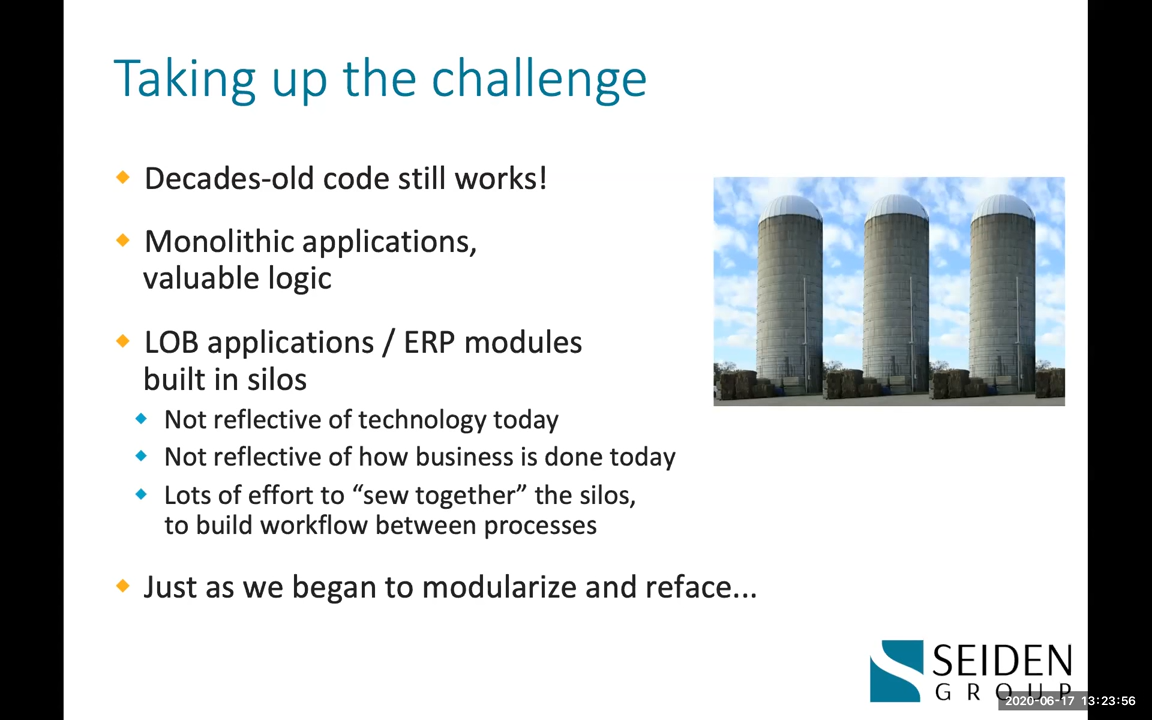 Taking up the challenge
Decades-old code still works!
Monolithic applications,
valuable logic
LOB applications / ERP modules
built in silos
Not reflective of technology today
Not reflective of how business is done today
Lots of effort to “sew together” the silos,
to build workflow between processes
Just as we began to modularize and reface...
SEIDEN
GROUP
2020-06-17 13:23:56